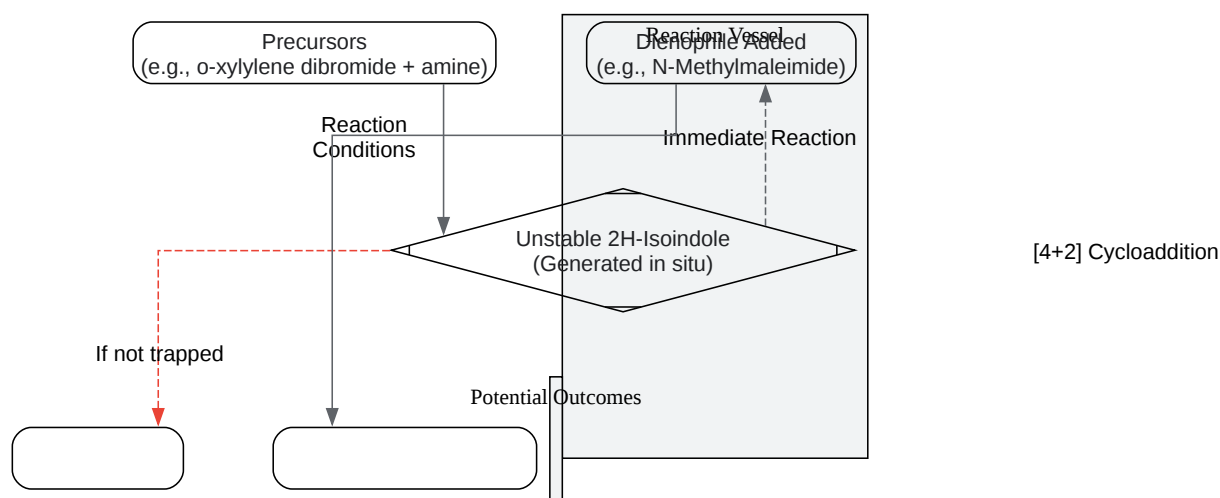 Precursors
(e.g., o-xylylene dibromide + amine)
Reaction Vessel
Dienophile Added
(e.g., N-Methylmaleimide)
Reaction
Conditions
Immediate Reaction
Unstable 2H-Isoindole
(Generated in situ)
[4+2] Cycloaddition
If not trapped
Potential Outcomes